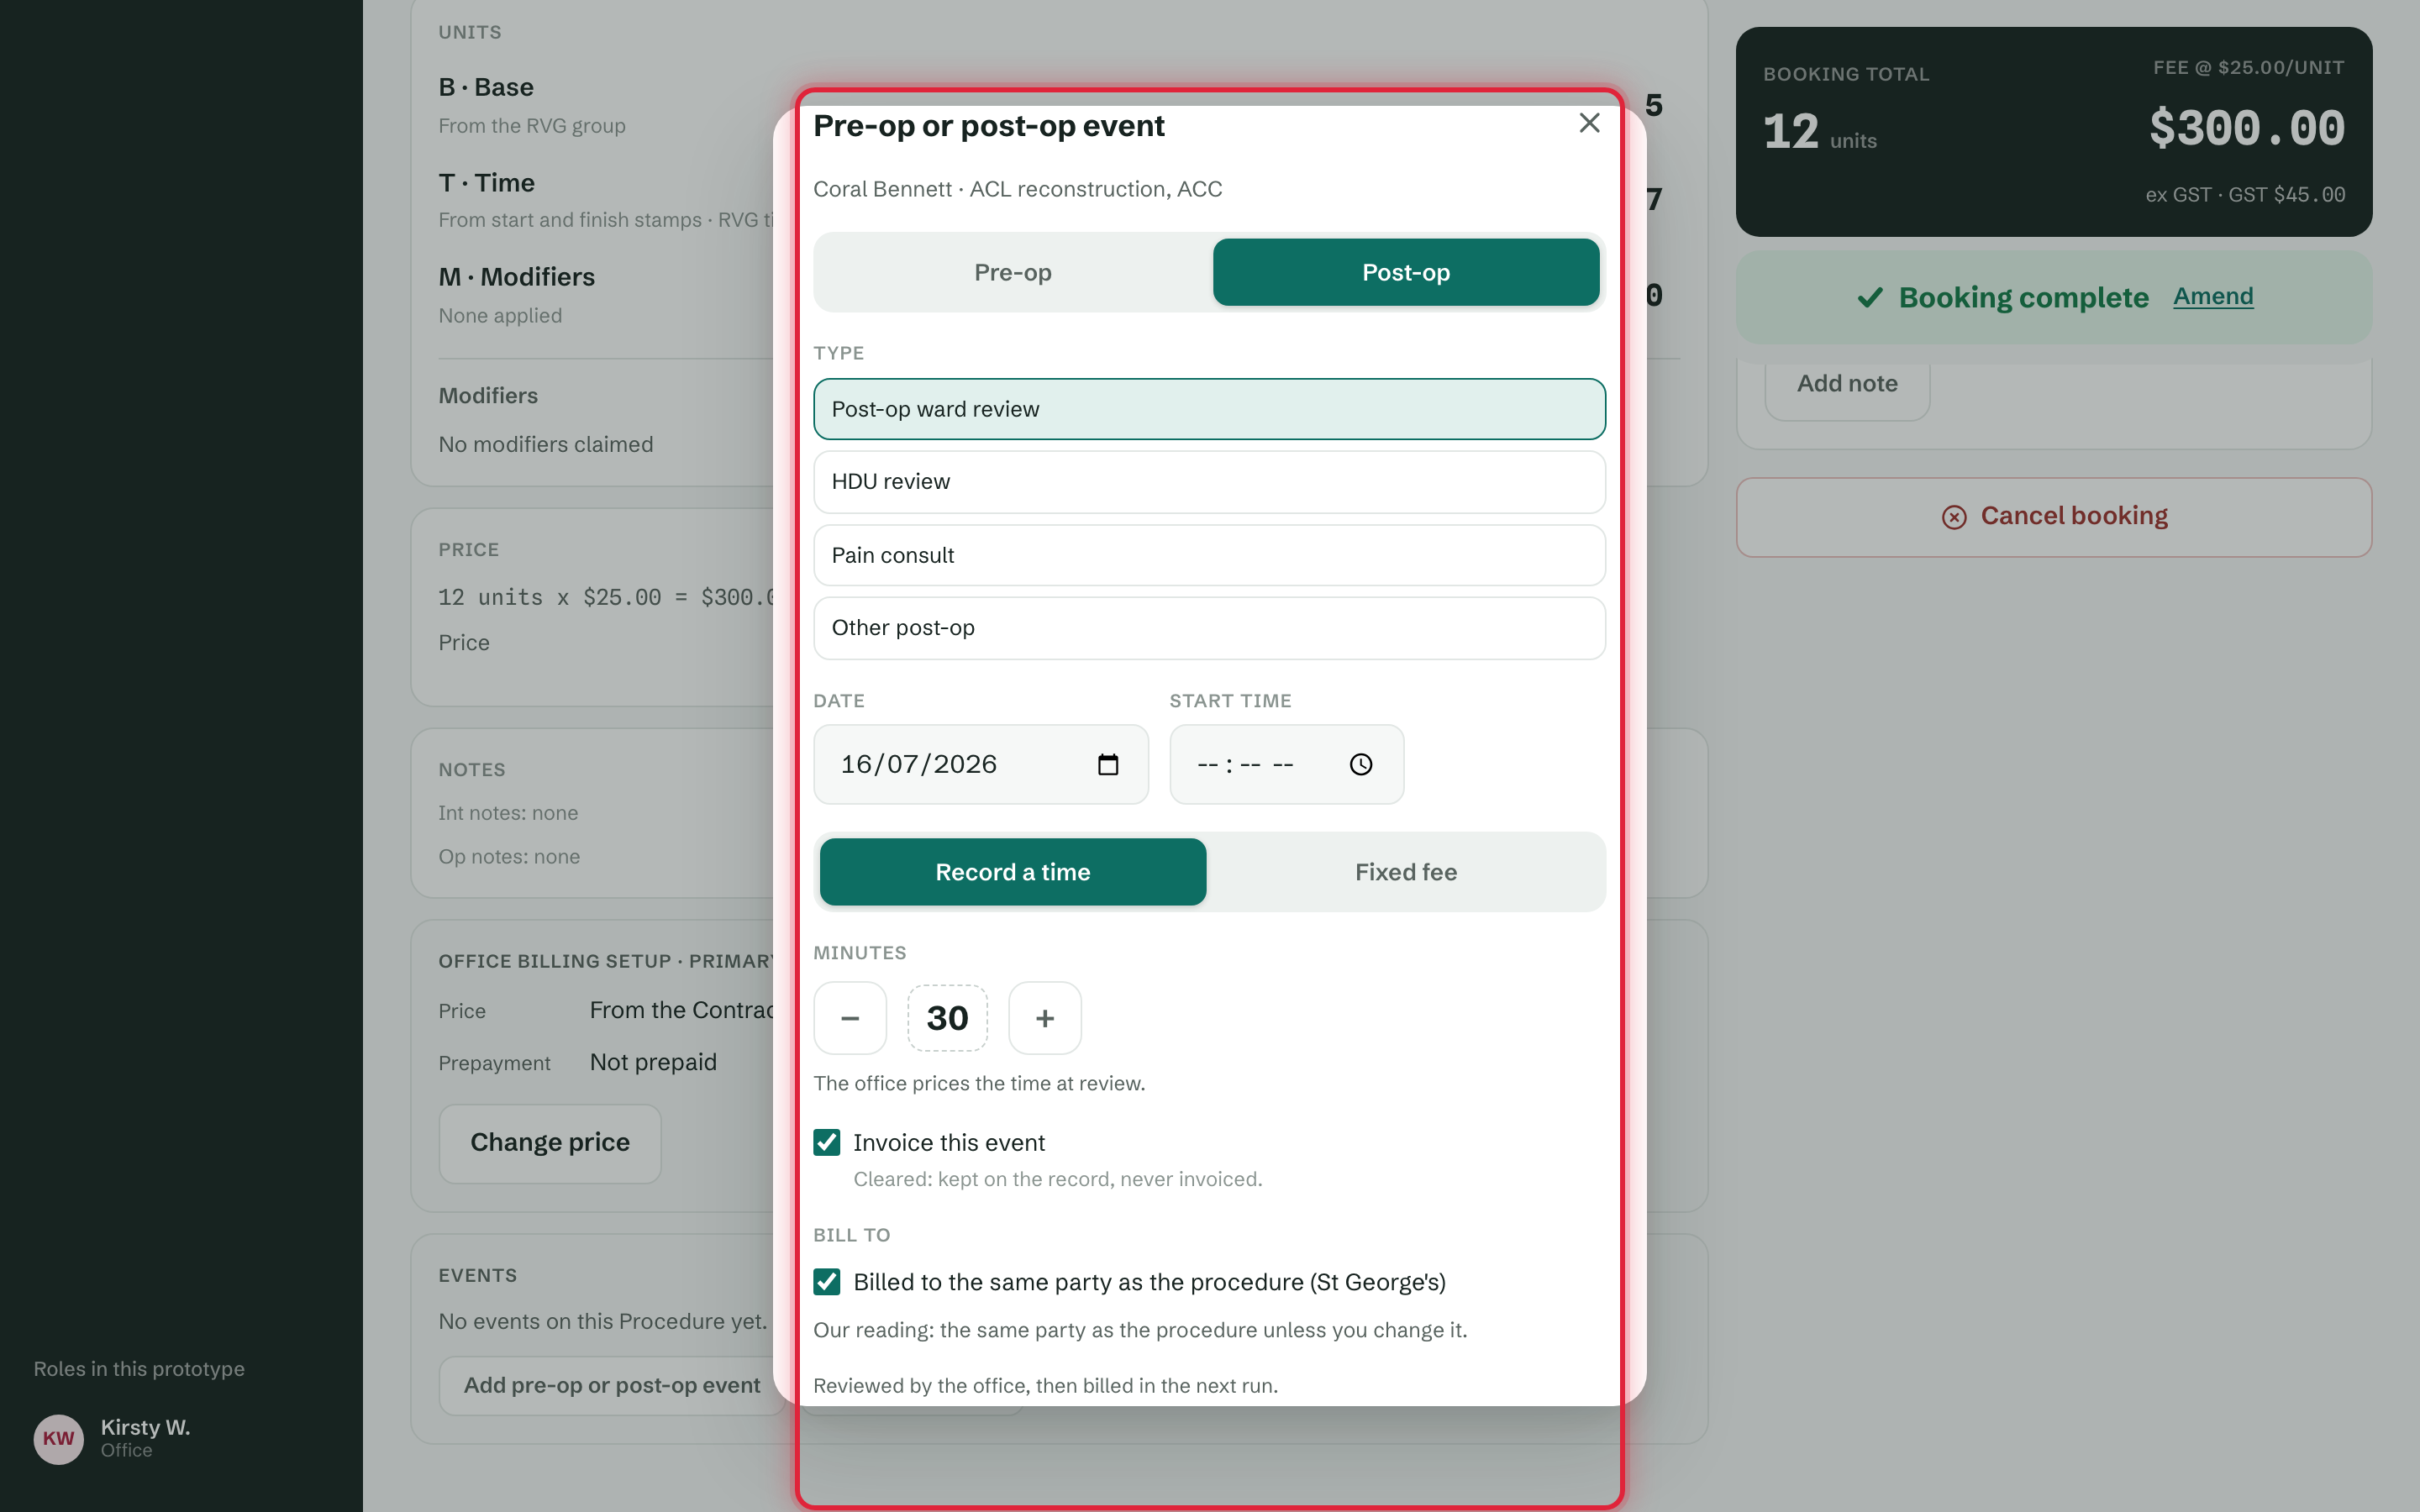 UNITS
B · Base
From the RVG group
5
T · Time
From start and finish stamps · RVG
7
M · Modifiers
None applied
0
Modifiers
No modifiers claimed
PRICE
12 units x $25.00 = $300.0
Price
NOTES
Int notes: none
Op notes: none
OFFICE BILLING SETUP · PRIMARY
Price
From the Contrac
Prepayment
Not prepaid
Change price
EVENTS
No events on this Procedure yet.
Add pre-op or post-op event
Roles in this prototype
KW
Kirsty W.
Office
Pre-op or post-op event
Coral Bennett · ACL reconstruction, ACC
Pre-op
Post-op
TYPE
Post-op ward review
HDU review
Pain consult
Other post-op
DATE
START TIME
16/07/2026
-- : -- --
Record a time
Fixed fee
MINUTES
− 30 +
The office prices the time at review.
Invoice this event
Cleared: kept on the record, never invoiced.
BILL TO
Billed to the same party as the procedure (St George's)
Our reading: the same party as the procedure unless you change it.
Reviewed by the office, then billed in the next run.
BOOKING TOTAL
FEE @ $25.00/UNIT
12 units
$300.00
ex GST · GST $45.00
Booking complete
Amend
Add note
Cancel booking